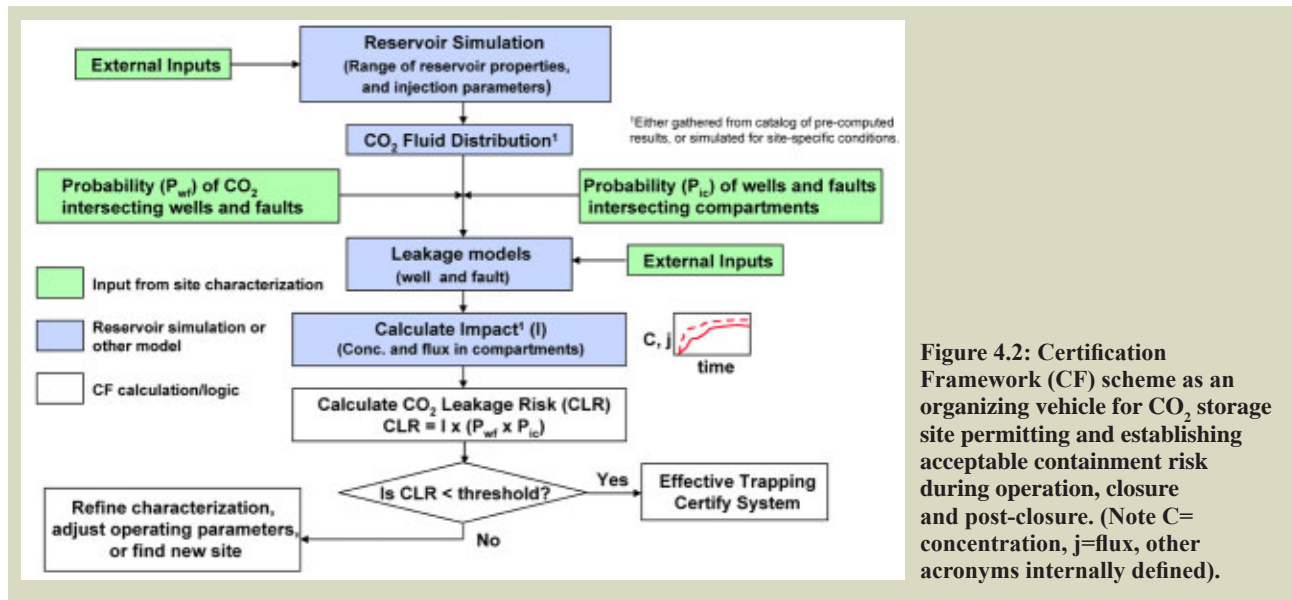 Reservoir Simulation
(Range of reservoir properties,
and injection parameters)
External Inputs
¹Either gathered from catalog of pre-computed
results, or simulated for site-specific conditions.
CO₂ Fluid Distribution¹
Probability (P_wf) of CO₂
intersecting wells and faults
Probability (P_ic) of wells and faults
intersecting compartments
Leakage models
(well and fault)
External Inputs
Input from site characterization
Reservoir simulation or
other model
CF calculation/logic
Calculate Impact¹ (I)
(Conc. and flux in compartments)
C, j
time
Calculate CO₂ Leakage Risk (CLR)
CLR = I x (P_wf x P_ic)
Is CLR < threshold?
Yes
Effective Trapping
Certify System
No
Refine characterization,
adjust operating parameters,
or find new site
Figure 4.2: Certification
Framework (CF) scheme as an
organizing vehicle for CO₂ storage
site permitting and establishing
acceptable containment risk
during operation, closure
and post-closure. (Note C=
concentration, j=flux, other
acronyms internally defined).